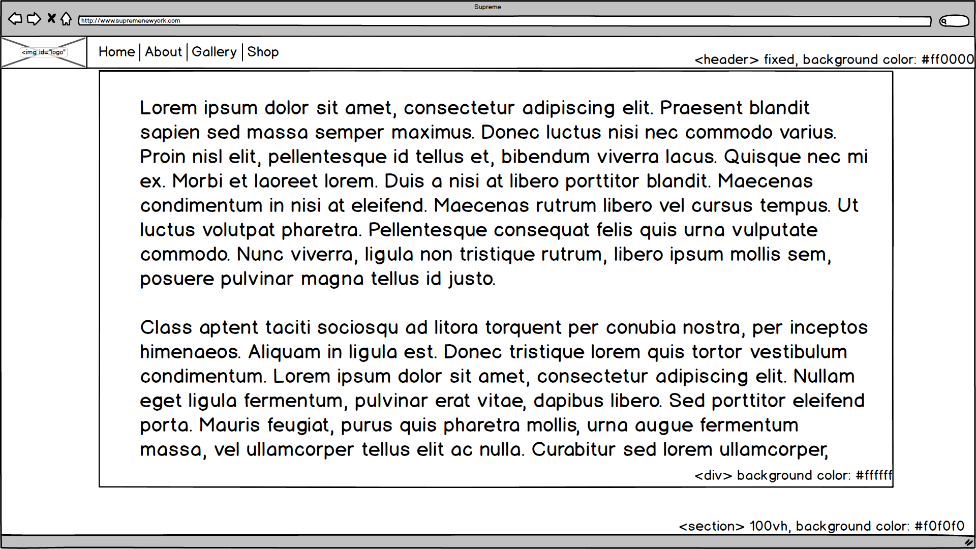 Supreme
http://www.supremenewyork.com
<img id="logo"
Home | About | Gallery | Shop
<header> fixed, background color: #ff0000
Lorem ipsum dolor sit amet, consectetur adipiscing elit. Praesent blandit
sapien sed massa semper maximus. Donec luctus nisi nec commodo varius.
Proin nisl elit, pellentesque id tellus et, bibendum viverra lacus. Quisque nec mi
ex. Morbi et laoreet lorem. Duis a nisi at libero porttitor blandit. Maecenas
condimentum in nisi at eleifend. Maecenas rutrum libero vel cursus tempus. Ut
luctus volutpat pharetra. Pellentesque consequat felis quis urna vulputate
commodo. Nunc viverra, ligula non tristique rutrum, libero ipsum mollis sem,
posuere pulvinar magna tellus id justo.
Class aptent taciti sociosqu ad litora torquent per conubia nostra, per inceptos
himenaeos. Aliquam in ligula est. Donec tristique lorem quis tortor vestibulum
condimentum. Lorem ipsum dolor sit amet, consectetur adipiscing elit. Nullam
eget ligula fermentum, pulvinar erat vitae, dapibus libero. Sed porttitor eleifend
porta. Mauris feugiat, purus quis pharetra mollis, urna augue fermentum
massa, vel ullamcorper tellus elit ac nulla. Curabitur sed lorem ullamcorper,
<div> background color: #ffffff
<section> 100vh, background color: #f0f0f0